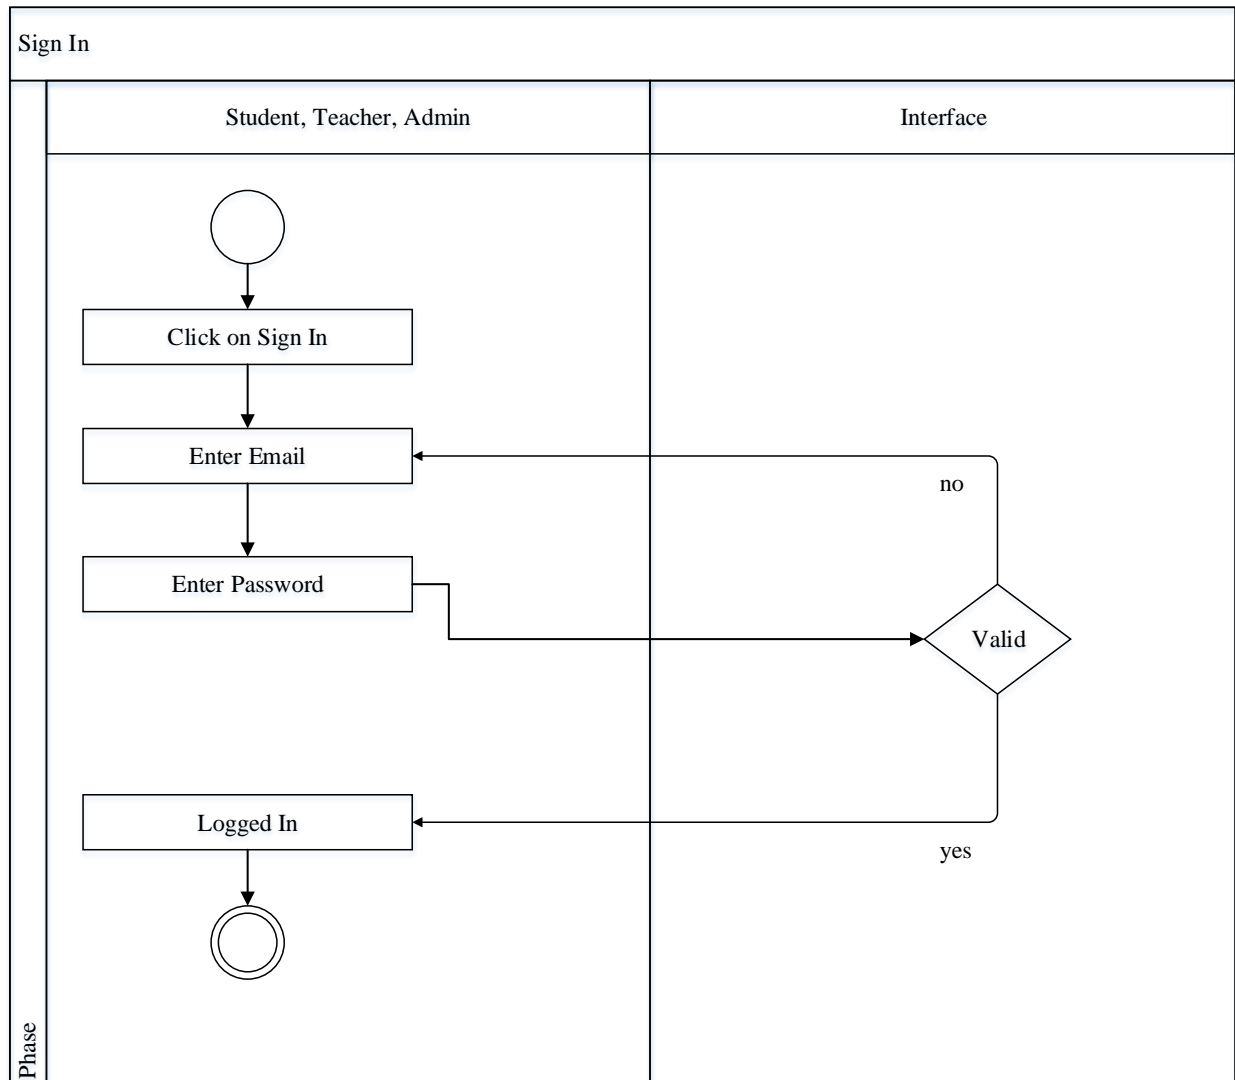 Sign In
Student, Teacher, Admin
Interface
Click on Sign In
Enter Email
no
Enter Password
Valid
Logged In
yes
Phase